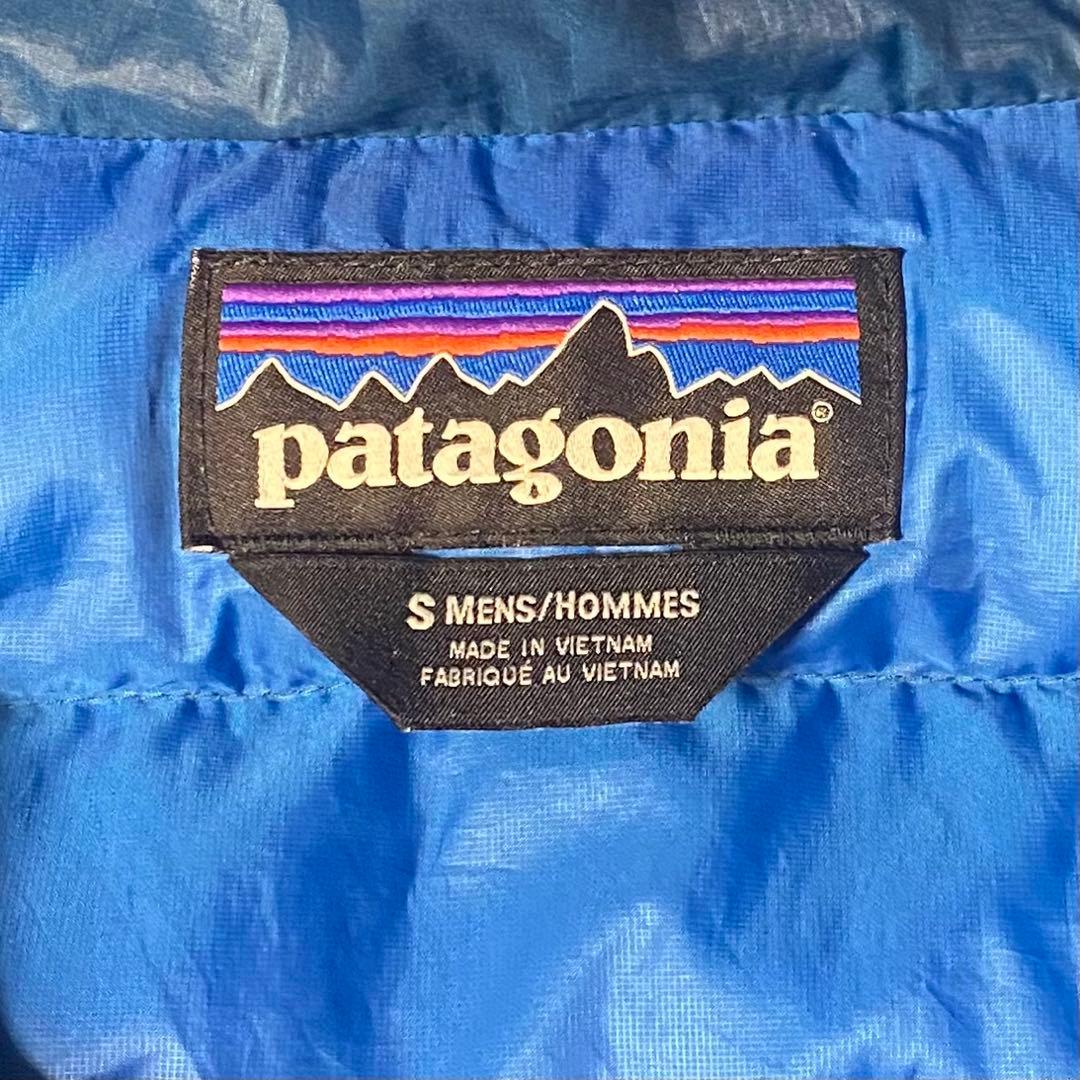 patagonia®
S MENS/HOMMES
MADE IN VIETNAM
FABRIQUÉ AU VIETNAM